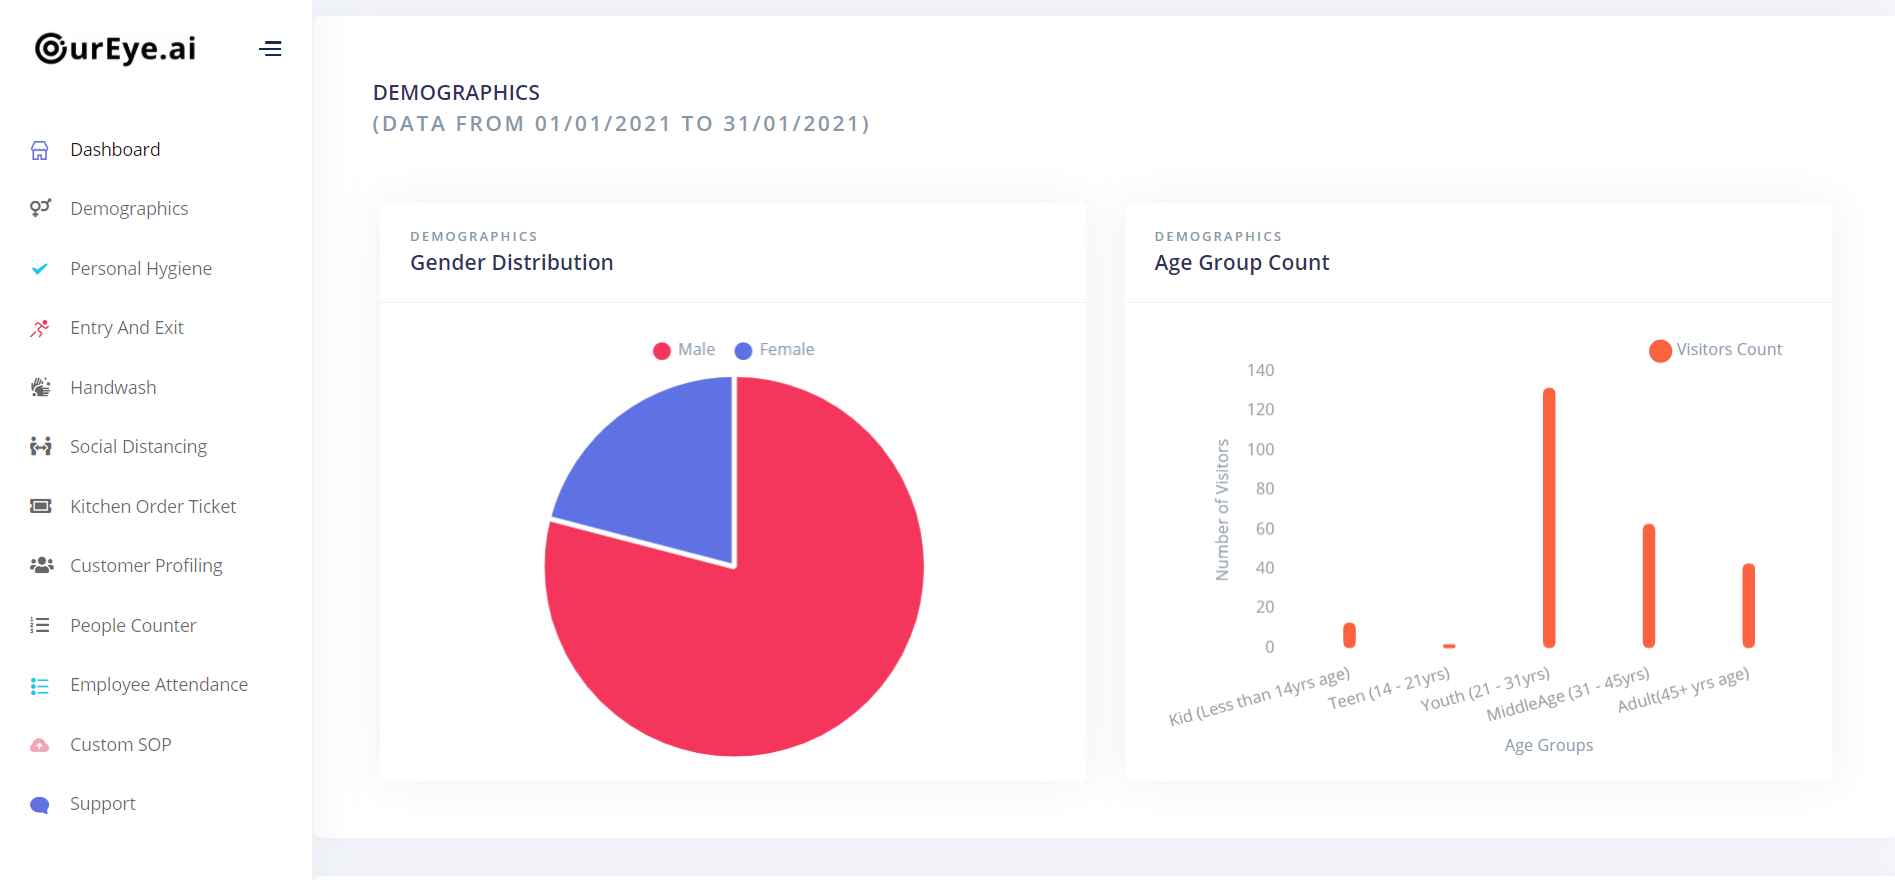 OurEye.ai
Dashboard
Demographics
Personal Hygiene
Entry And Exit
Handwash
Social Distancing
Kitchen Order Ticket
Customer Profiling
People Counter
Employee Attendance
Custom SOP
Support
DEMOGRAPHICS
(DATA FROM 01/01/2021 TO 31/01/2021)
DEMOGRAPHICS
Gender Distribution
Male Female
DEMOGRAPHICS
Age Group Count
Visitors Count
Number of Visitors
140
120
100
80
60
40
20
0
Kid (Less than 14yrs age)
Teen (14 - 21yrs)
Youth (21 - 31yrs)
MiddleAge (31 - 45yrs)
Adult(45+ yrs age)
Age Groups